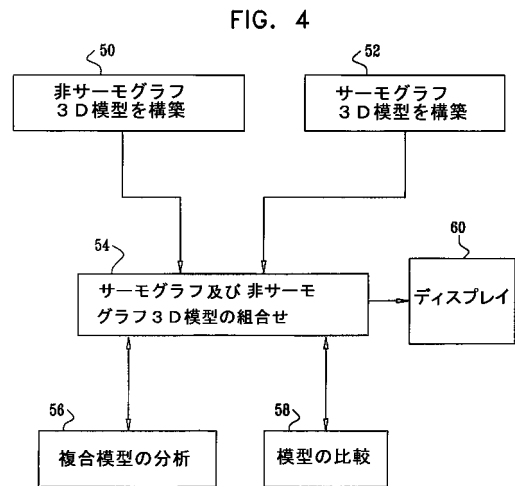 FIG. 4
50
非サーモグラフ
3D模型を構築
52
サーモグラフ
3D模型を構築
54
サーモグラフ及び非サーモ
グラフ3D模型の組合せ
60
ディスプレイ
56
複合模型の分析
58
模型の比較